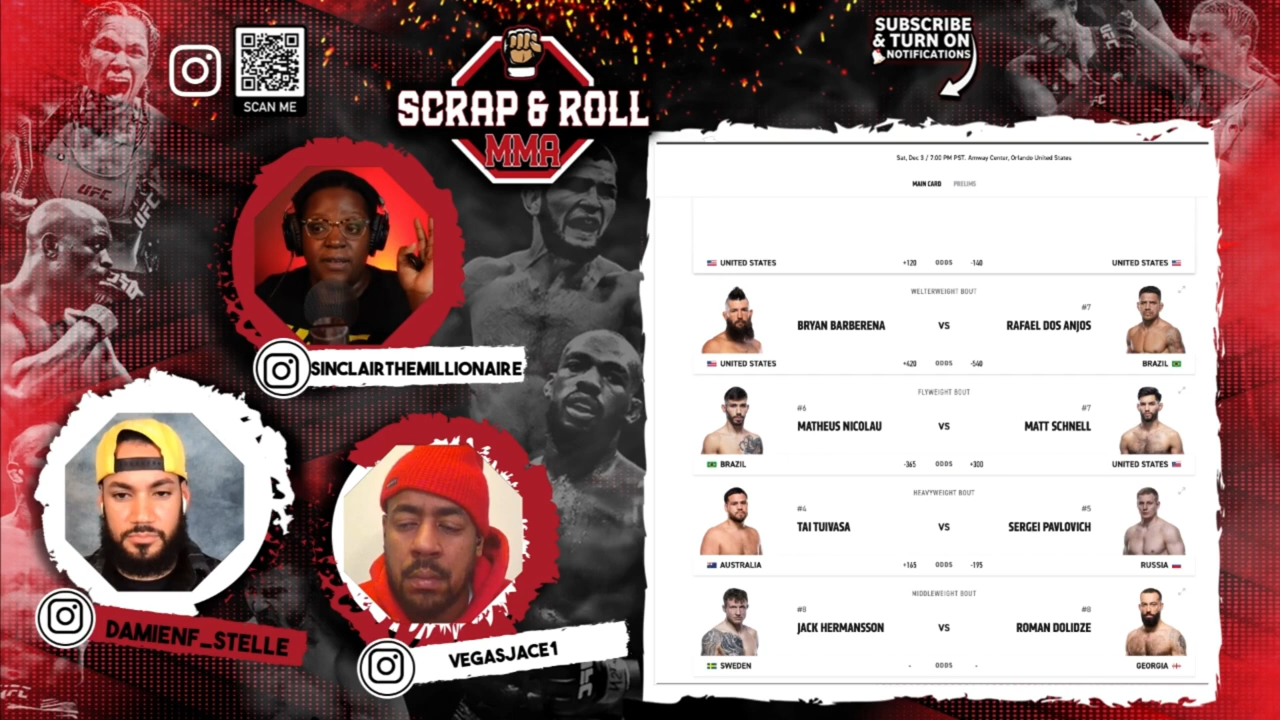 SCAN ME
SCRAP & ROLL
MMA
SUBSCRIBE
& TURN ON
NOTIFICATIONS
UFC
UFC
UFC
SINCLAIRTHEMILLIONAIRE
DAMIENF_STELLE
VEGASJACE1
Sat, Dec 3 / 7:00 PM PST. Amway Center, Orlando United States
MAIN CARD PRELIMS
UNITED STATES +120 ODDS -140 UNITED STATES
WELTERWEIGHT BOUT
#7
BRYAN BARBERENA VS RAFAEL DOS ANJOS
UNITED STATES +420 ODDS -540 BRAZIL
FLYWEIGHT BOUT
#6 #7
MATHEUS NICOLAU VS MATT SCHNELL
BRAZIL -365 ODDS +300 UNITED STATES
HEAVYWEIGHT BOUT
#4 #5
TAI TUIVASA VS SERGEI PAVLOVICH
AUSTRALIA +165 ODDS -195 RUSSIA
MIDDLEWEIGHT BOUT
#8 #8
JACK HERMANSSON VS ROMAN DOLIDZE
SWEDEN - ODDS - GEORGIA